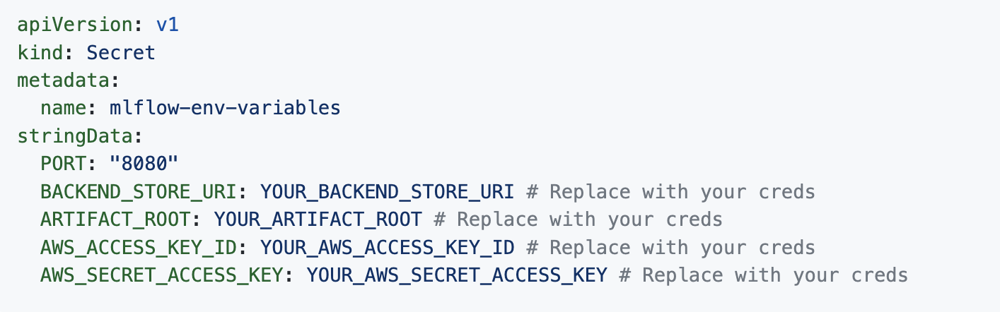 apiVersion: v1
kind: Secret
metadata:
  name: mlflow-env-variables
stringData:
  PORT: "8080"
  BACKEND_STORE_URI: YOUR_BACKEND_STORE_URI # Replace with your creds
  ARTIFACT_ROOT: YOUR_ARTIFACT_ROOT # Replace with your creds
  AWS_ACCESS_KEY_ID: YOUR_AWS_ACCESS_KEY_ID # Replace with your creds
  AWS_SECRET_ACCESS_KEY: YOUR_AWS_SECRET_ACCESS_KEY # Replace with your creds